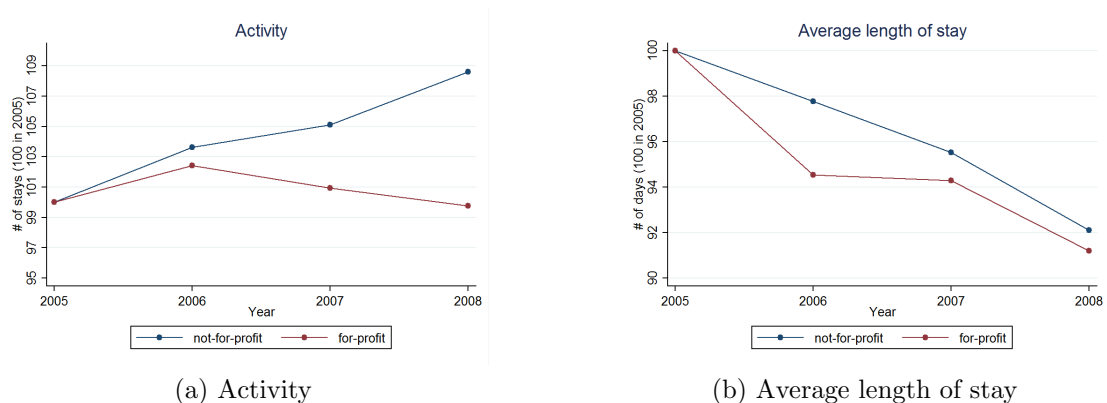 Activity
# of stays (100 in 2005)
109
107
105
103
101
99
97
95
2005 2006 2007 2008
Year
not-for-profit for-profit
(a) Activity
Average length of stay
# of days (100 in 2005)
100
98
96
94
92
90
2005 2006 2007 2008
Year
not-for-profit for-profit
(b) Average length of stay